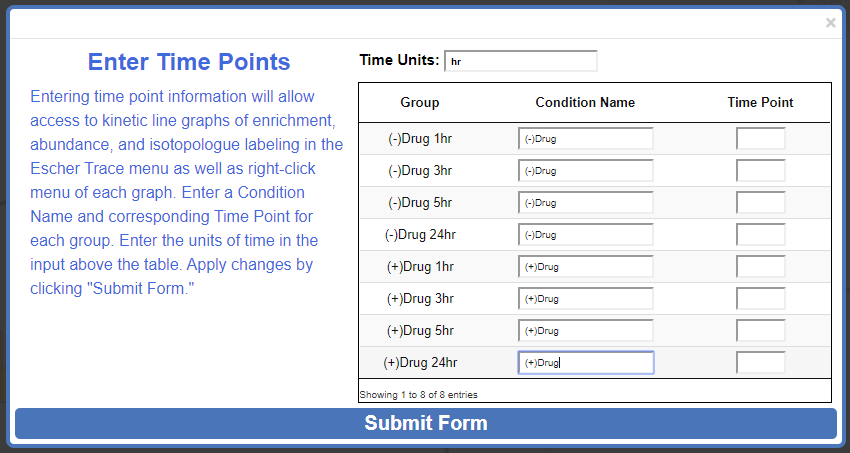 ×
Enter Time Points
Entering time point information will allow
access to kinetic line graphs of enrichment,
abundance, and isotopologue labeling in the
Escher Trace menu as well as right-click
menu of each graph. Enter a Condition
Name and corresponding Time Point for
each group. Enter the units of time in the
input above the table. Apply changes by
clicking "Submit Form."
Time Units: hr
Group Condition Name Time Point
(-)Drug 1hr (-)Drug
(-)Drug 3hr (-)Drug
(-)Drug 5hr (-)Drug
(-)Drug 24hr (-)Drug
(+)Drug 1hr (+)Drug
(+)Drug 3hr (+)Drug
(+)Drug 5hr (+)Drug
(+)Drug 24hr (+)Drug
Showing 1 to 8 of 8 entries
Submit Form